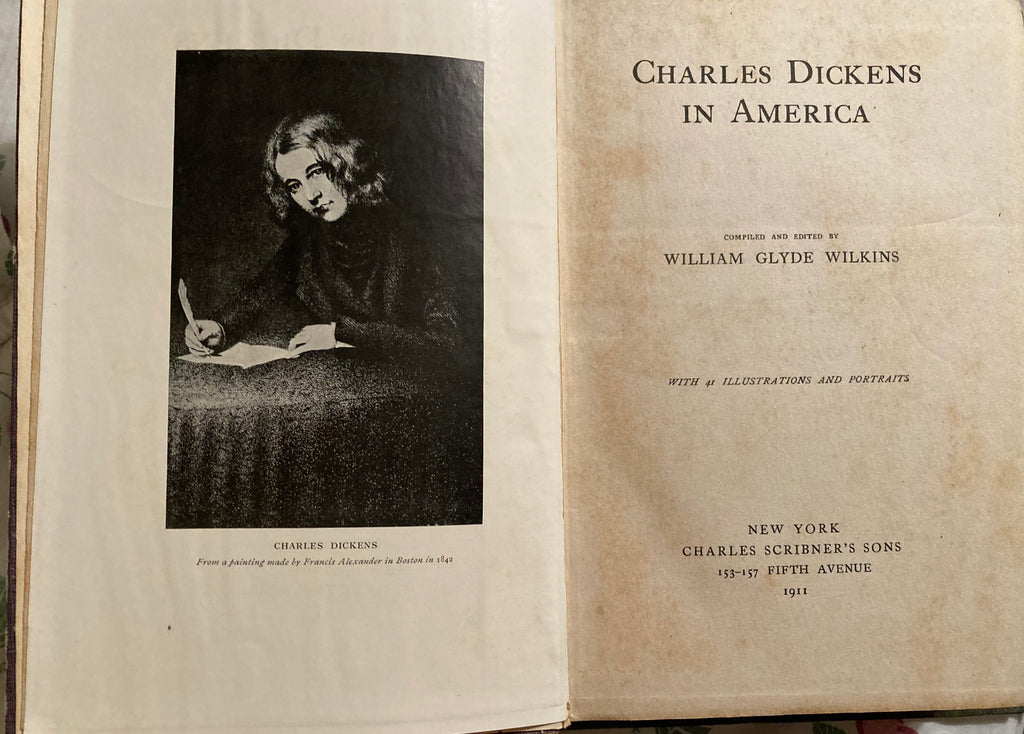 CHARLES DICKENS
From a painting made by Francis Alexander in Boston in 1842
CHARLES DICKENS
IN AMERICA
COMPILED AND EDITED BY
WILLIAM GLYDE WILKINS
WITH 41 ILLUSTRATIONS AND PORTRAITS
NEW YORK
CHARLES SCRIBNER'S SONS
153-157 FIFTH AVENUE
1911